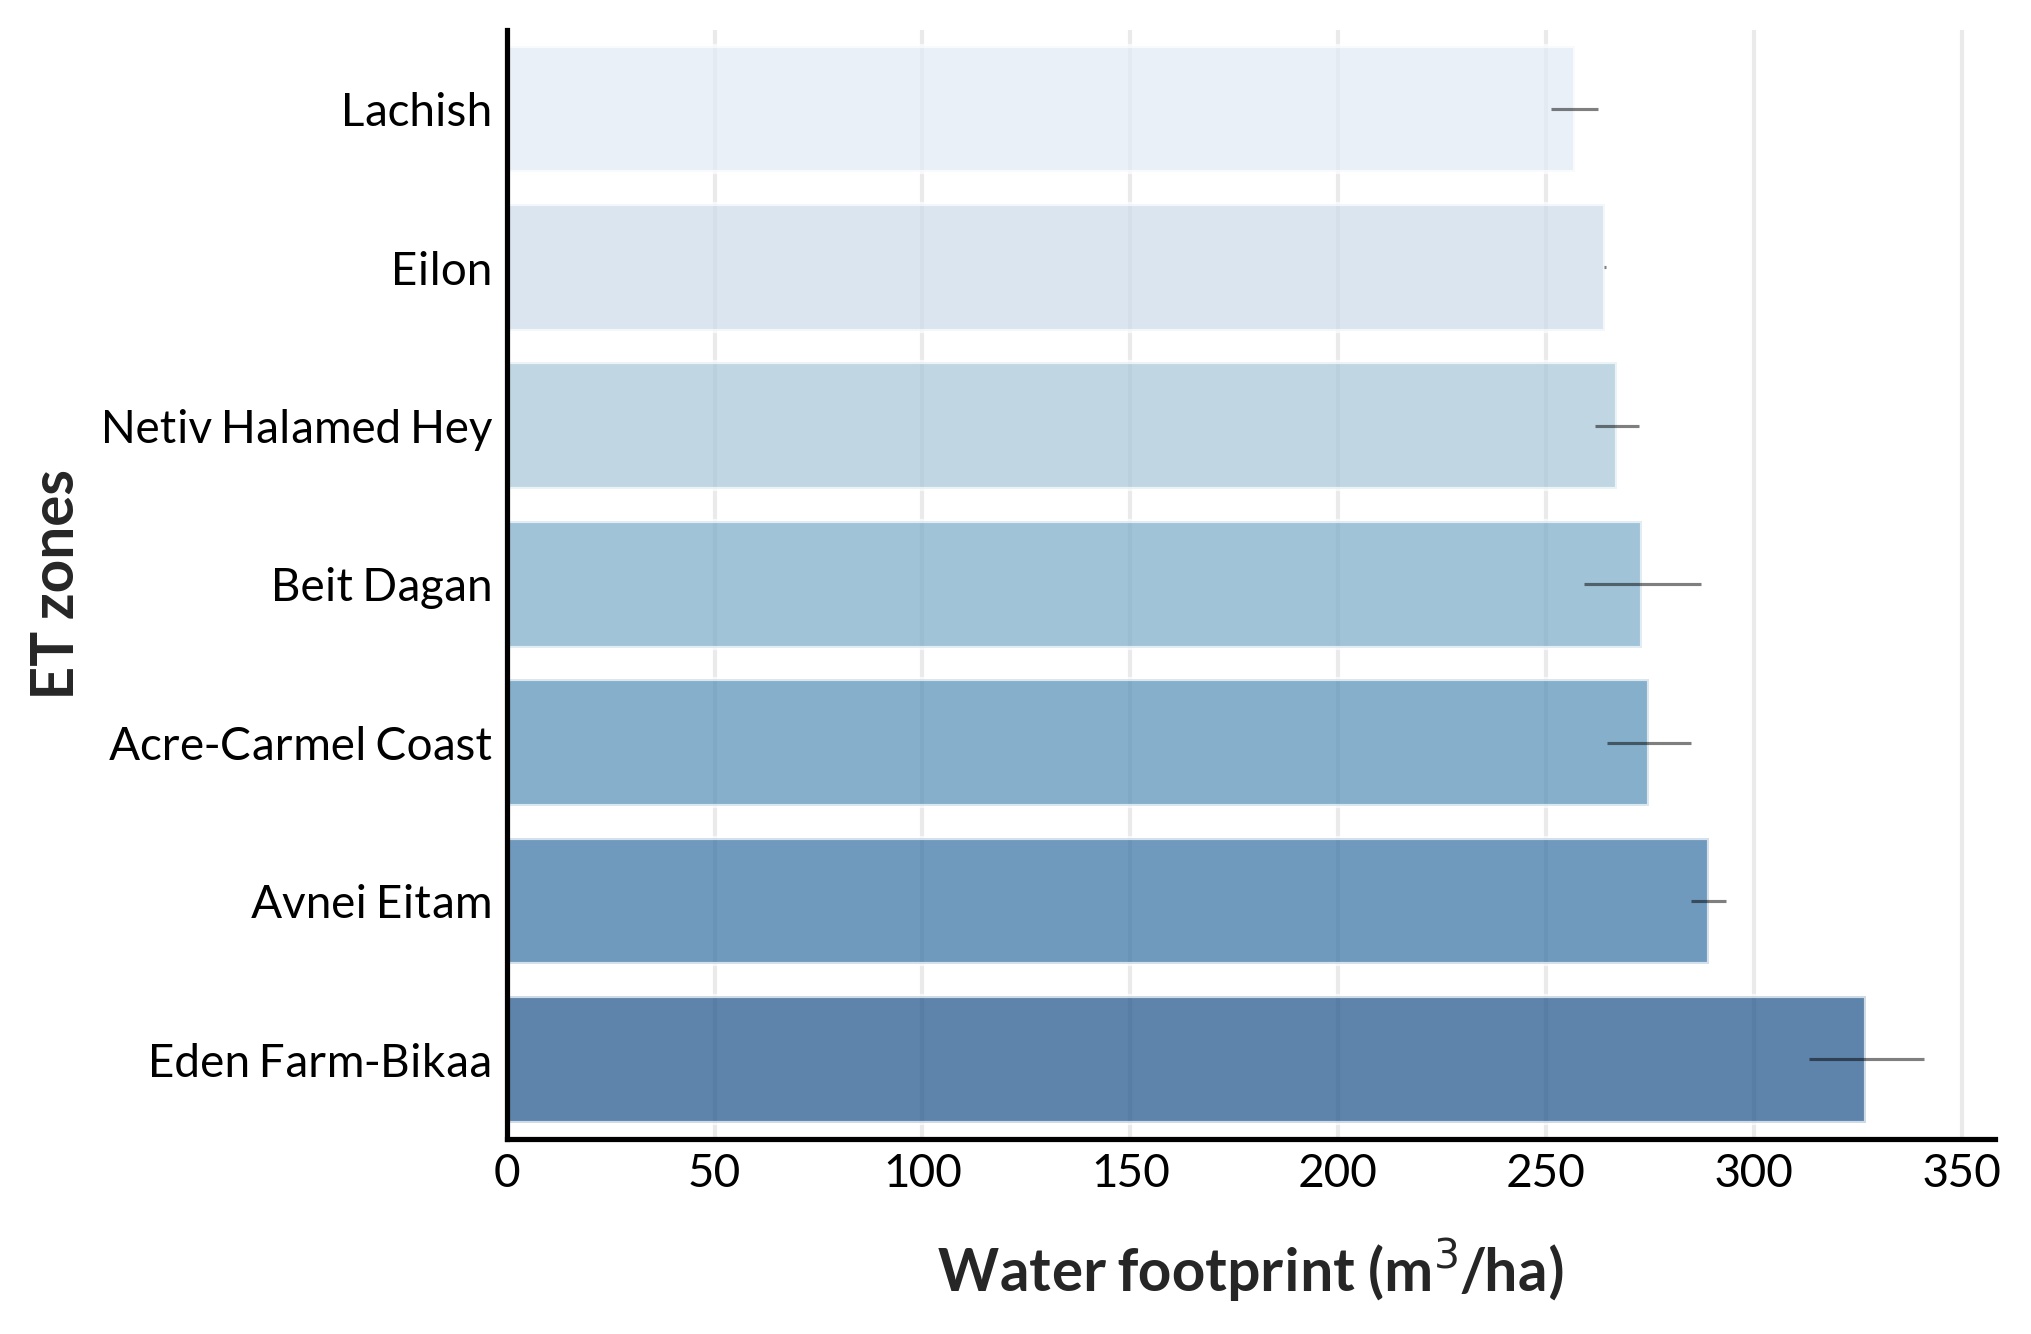 Lachish
Eilon
Netiv Halamed Hey
Beit Dagan
Acre-Carmel Coast
Avnei Eitam
Eden Farm-Bikaa
ET zones
0 50 100 150 200 250 300 350
Water footprint (m³/ha)